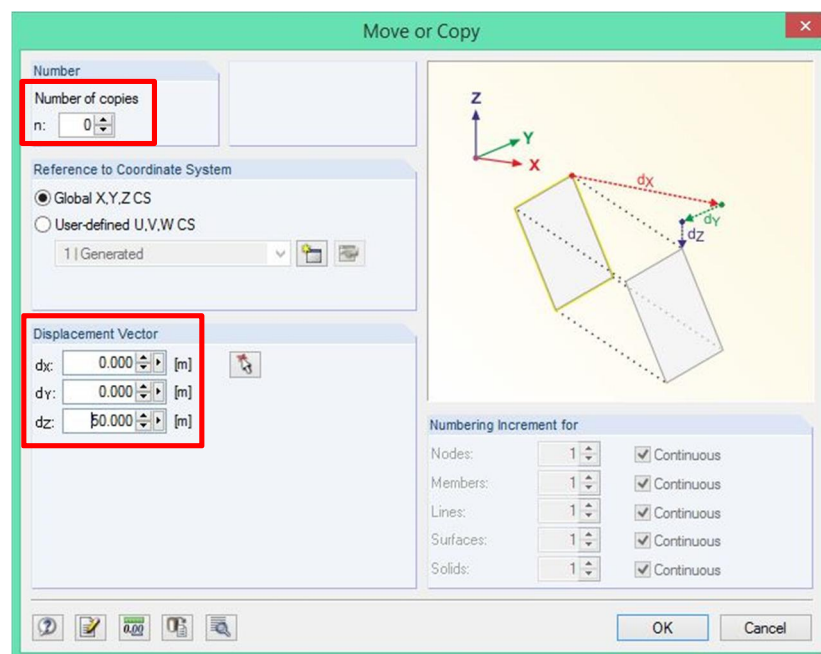 Move or Copy
Number
Number of copies
n: 0
Reference to Coordinate System
Global X,Y,Z CS
User-defined U,V,W CS
1 | Generated
Displacement Vector
dX: 0.000 [m]
dY: 0.000 [m]
dZ: 50.000 [m]
Z
Y
X
dX
dY
dZ
Numbering Increment for
Nodes: 1 Continuous
Members: 1 Continuous
Lines: 1 Continuous
Surfaces: 1 Continuous
Solids: 1 Continuous
0.00
OK Cancel